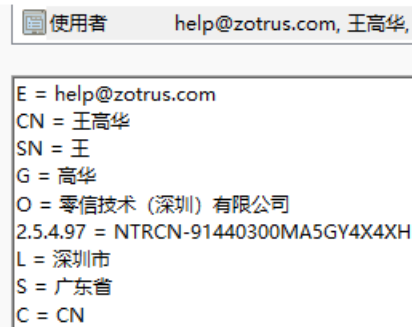 使用者 help@zotrus.com, 王高华,
E = help@zotrus.com
CN = 王高华
SN = 王
G = 高华
O = 零信技术（深圳）有限公司
2.5.4.97 = NTRCN-91440300MA5GY4X4XH
L = 深圳市
S = 广东省
C = CN